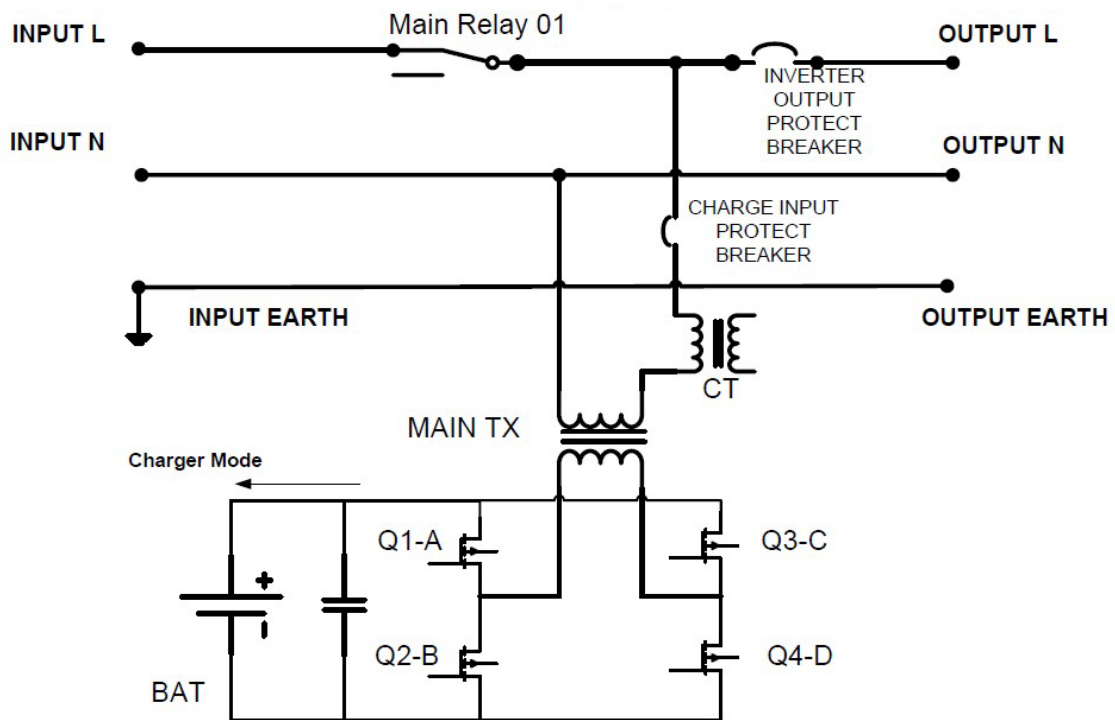 Main Relay 01
INPUT L
OUTPUT L
INVERTER
OUTPUT
PROTECT
BREAKER
INPUT N
OUTPUT N
CHARGE INPUT
PROTECT
BREAKER
INPUT EARTH
OUTPUT EARTH
CT
MAIN TX
Charger Mode
Q1-A
Q3-C
+
Q2-B
Q4-D
BAT